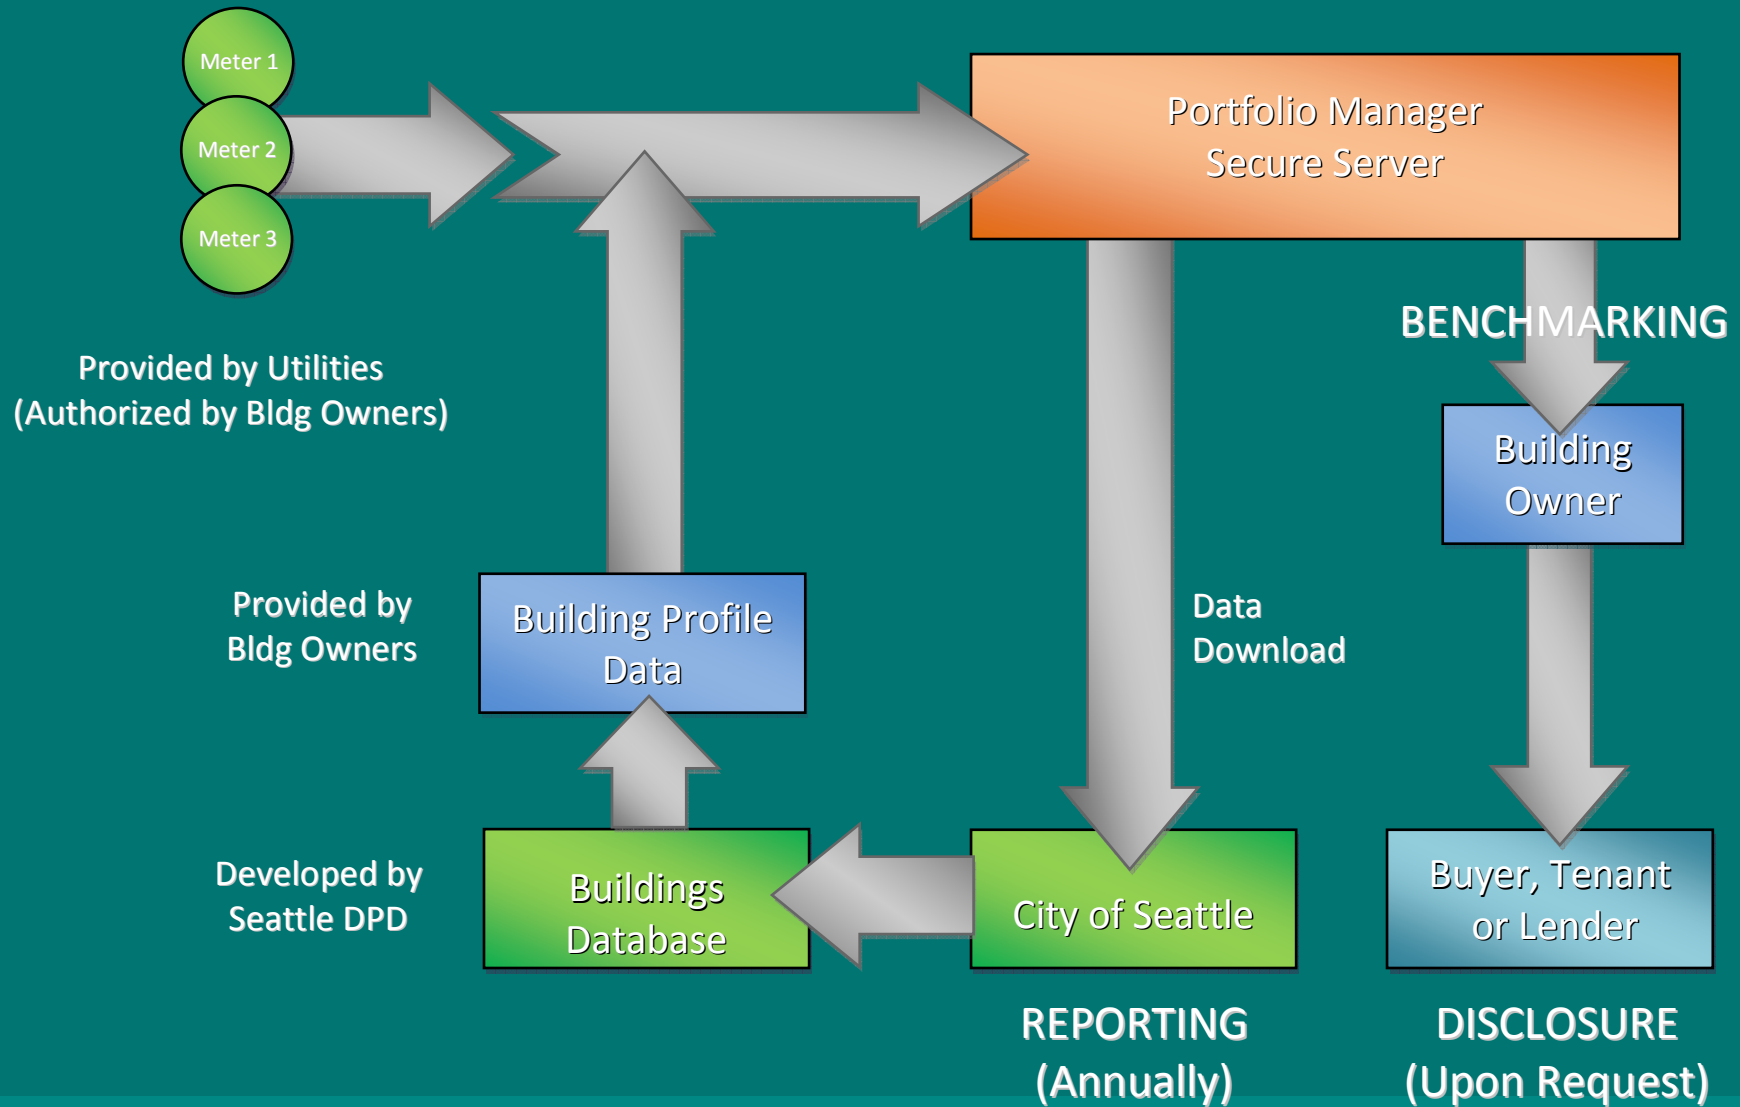 Meter 1
Meter 2
Meter 3
Portfolio Manager
Secure Server
BENCHMARKING
Provided by Utilities
(Authorized by Bldg Owners)
Building
Owner
Provided by
Bldg Owners
Building Profile
Data
Data
Download
Developed by
Seattle DPD
Buildings
Database
City of Seattle
Buyer, Tenant
or Lender
REPORTING
(Annually)
DISCLOSURE
(Upon Request)